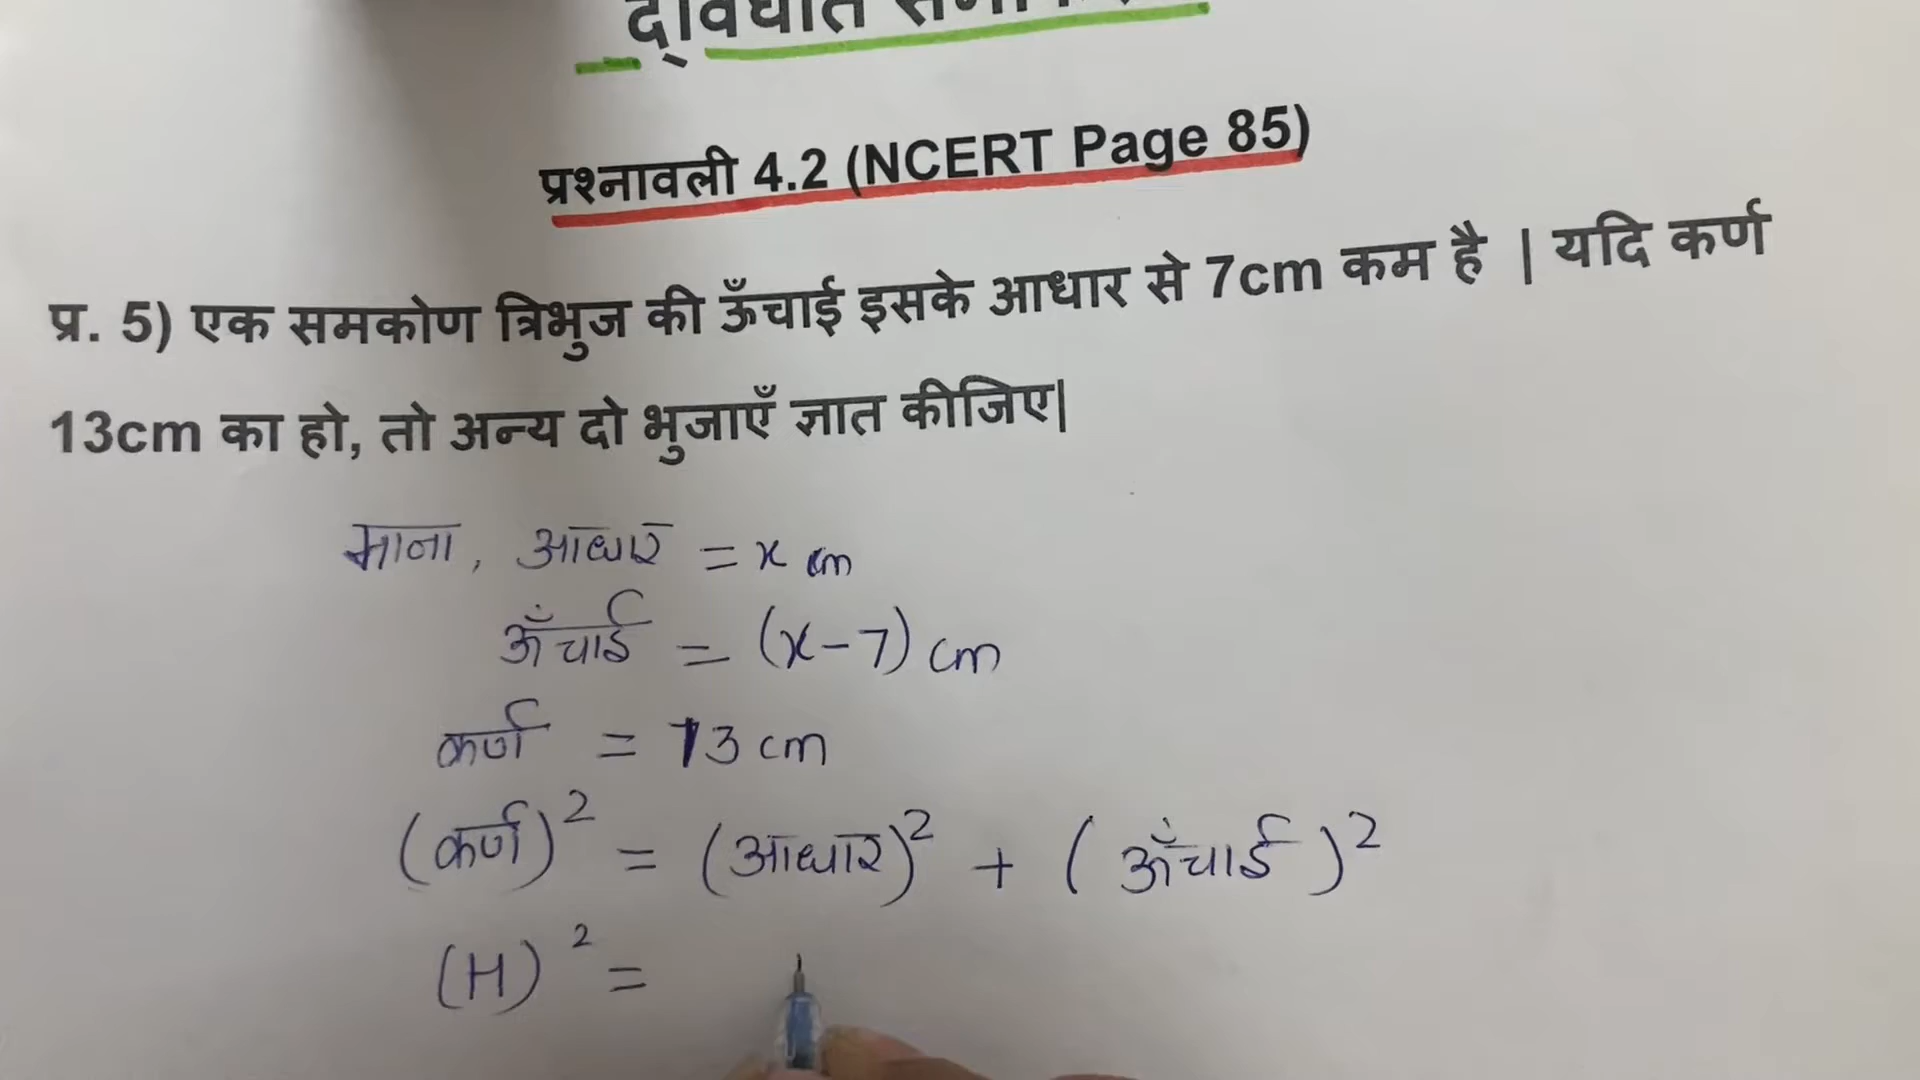 प्रश्नावली 4.2 (NCERT Page 85)
प्र. 5) एक समकोण त्रिभुज की ऊँचाई इसके आधार से 7cm कम है | यदि कर्ण
13cm का हो, तो अन्य दो भुजाएँ ज्ञात कीजिए|
माना, आधार = x cm
ऊँचाई = (x-7) cm
कर्ण = 13 cm
(कर्ण)² = (आधार)² + (ऊँचाई)²
(H)² =